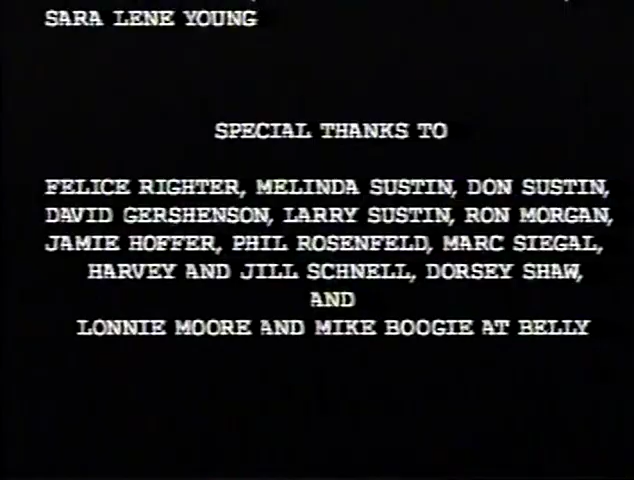 SARA LENE YOUNG
SPECIAL THANKS TO
FELICE RIGHTER, MELINDA SUSTIN, DON SUSTIN,
DAVID GERSHENSON, LARRY SUSTIN, RON MORGAN,
JAMIE HOFFER, PHIL ROSENFELD, MARC SIEGAL,
HARVEY AND JILL SCHNELL, DORSEY SHAW,
AND
LONNIE MOORE AND MIKE BOOGIE AT BELLY